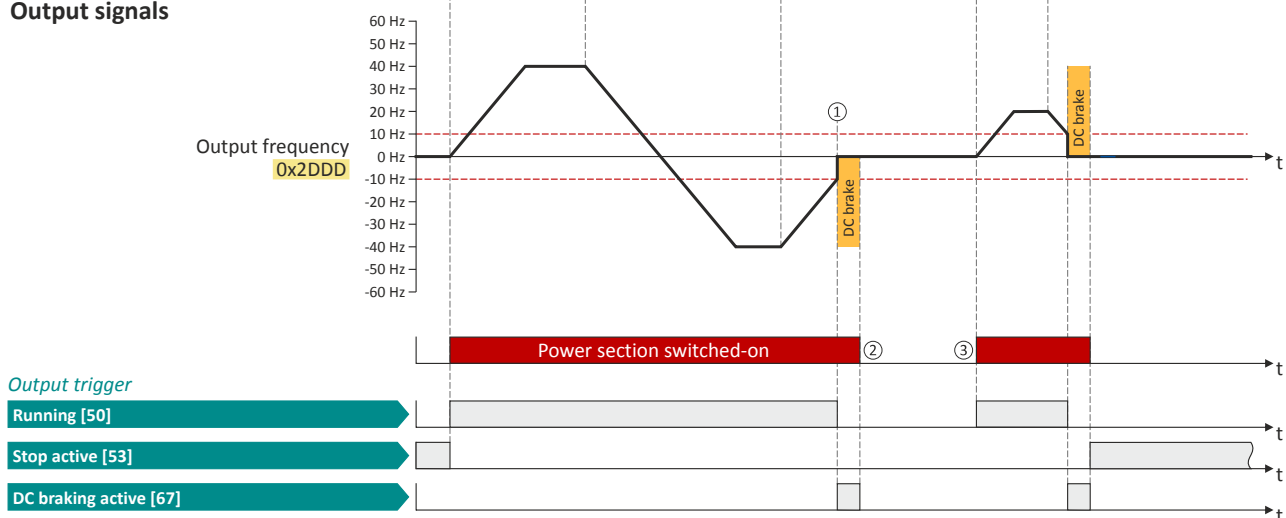 Output signals
60 Hz
50 Hz
40 Hz
30 Hz
20 Hz
10 Hz
0 Hz
-10 Hz
-20 Hz
-30 Hz
-40 Hz
-50 Hz
-60 Hz
Output frequency
0x2DDD
①
DC brake
DC brake
t
Power section switched-on
②
③
t
Output trigger
Running [50]
t
Stop active [53]
t
DC braking active [67]
t